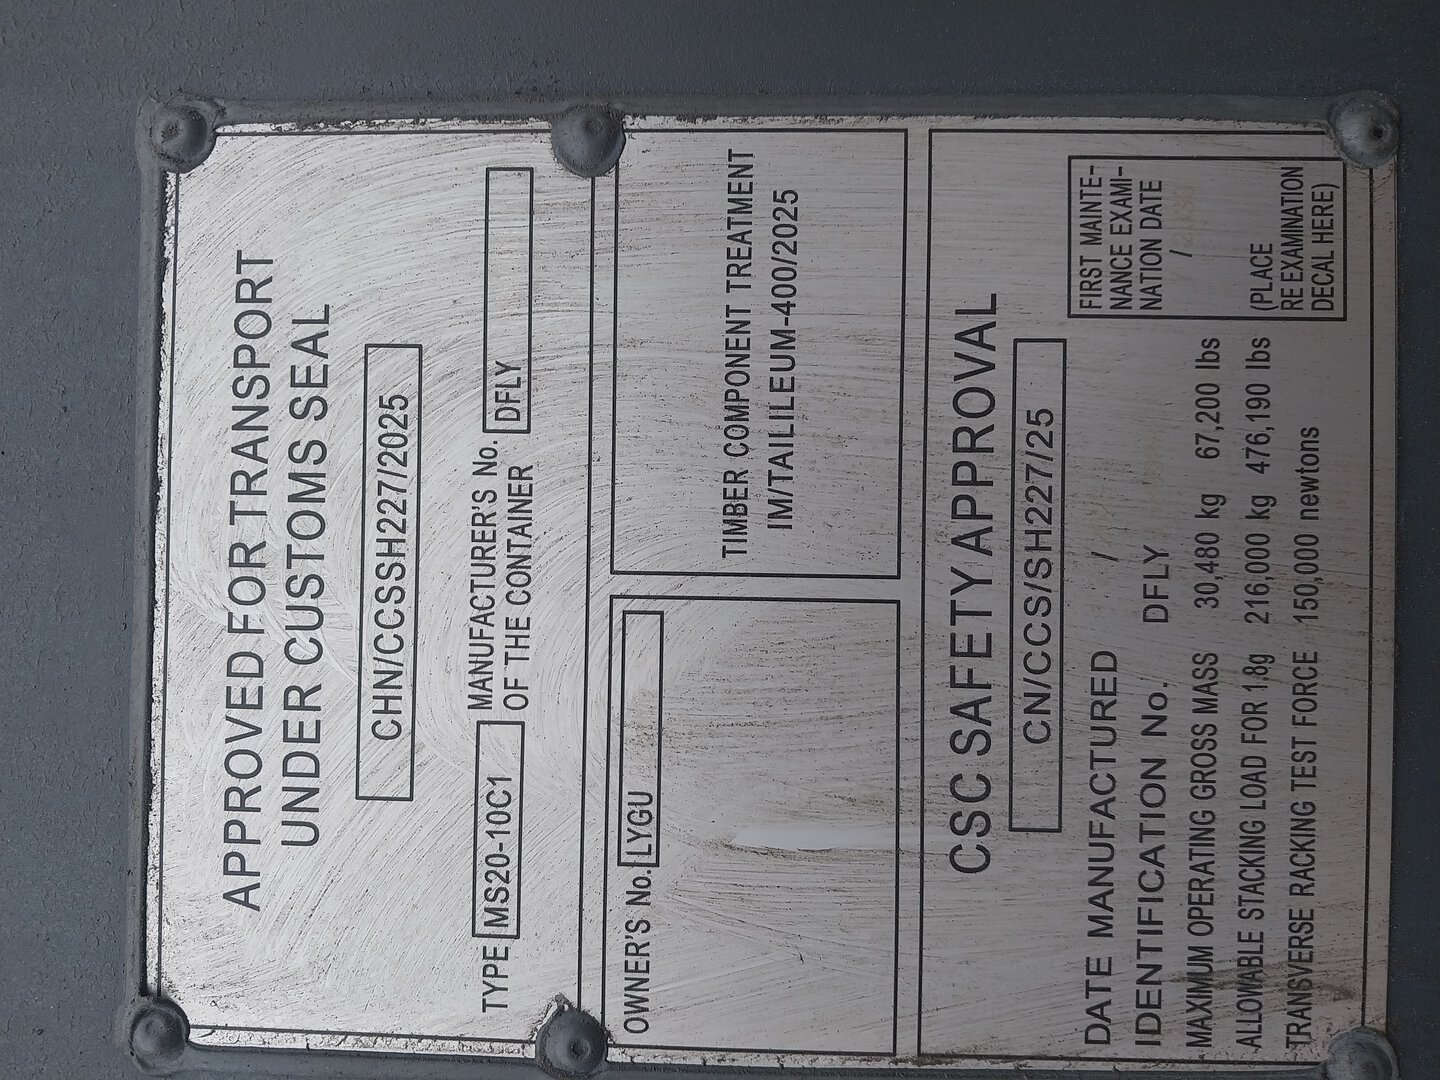 APPROVED FOR TRANSPORT
UNDER CUSTOMS SEAL
CHN/CCSSH227/2025
TYPE MS20-10C1 MANUFACTURER'S No. OF THE CONTAINER DFLY
OWNER'S No. LYGU
TIMBER COMPONENT TREATMENT
IM/TAILILEUM-400/2025
CSC SAFETY APPROVAL
CN/CCS/SH227/25
DATE MANUFACTURED /
IDENTIFICATION No. DFLY
MAXIMUM OPERATING GROSS MASS 30,480 kg 67,200 lbs
ALLOWABLE STACKING LOAD FOR 1.8g 216,000 kg 476,190 lbs
TRANSVERSE RACKING TEST FORCE 150,000 newtons
FIRST MAINTE-
NANCE EXAMI-
NATION DATE
/
(PLACE
REEXAMINATION
DECAL HERE)